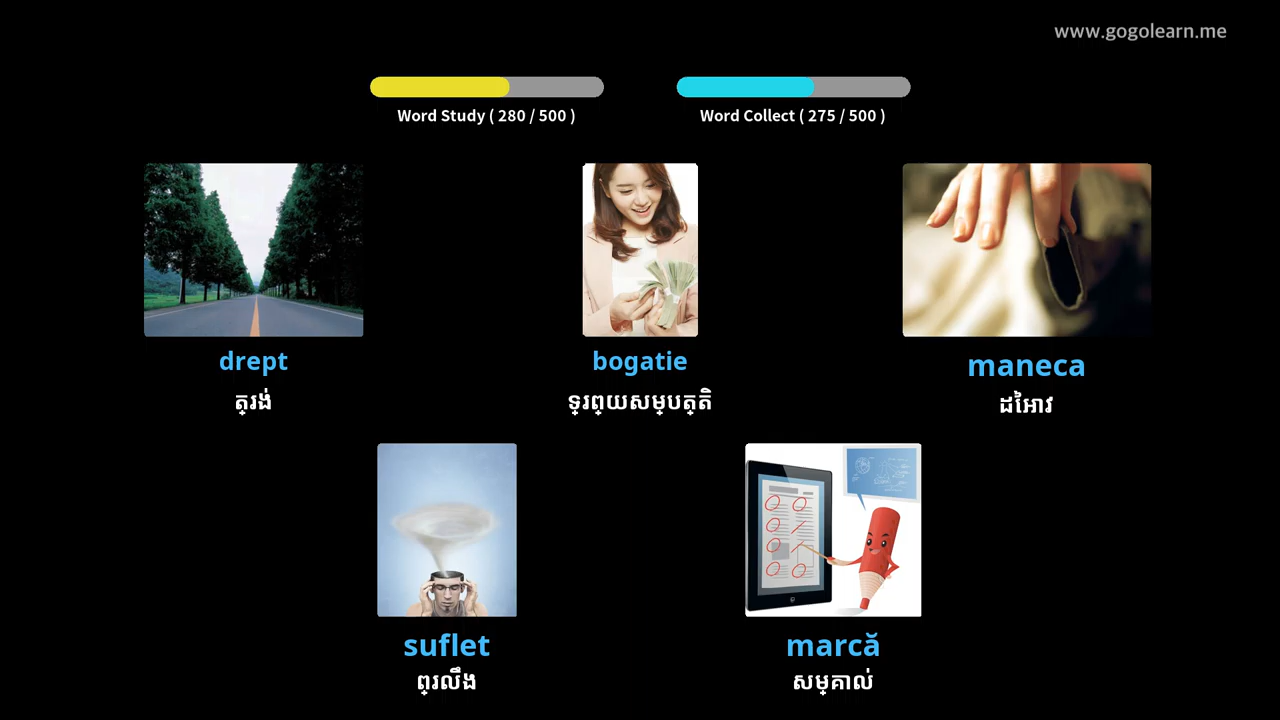 www.gogolearn.me
Word Study ( 280 / 500 )
Word Collect ( 275 / 500 )
drept
ត្រង់
bogatie
ទ្រព្យសម្បត្តិ
maneca
ដៃអាវ
suflet
ព្រលឹង
marcă
សម្គាល់